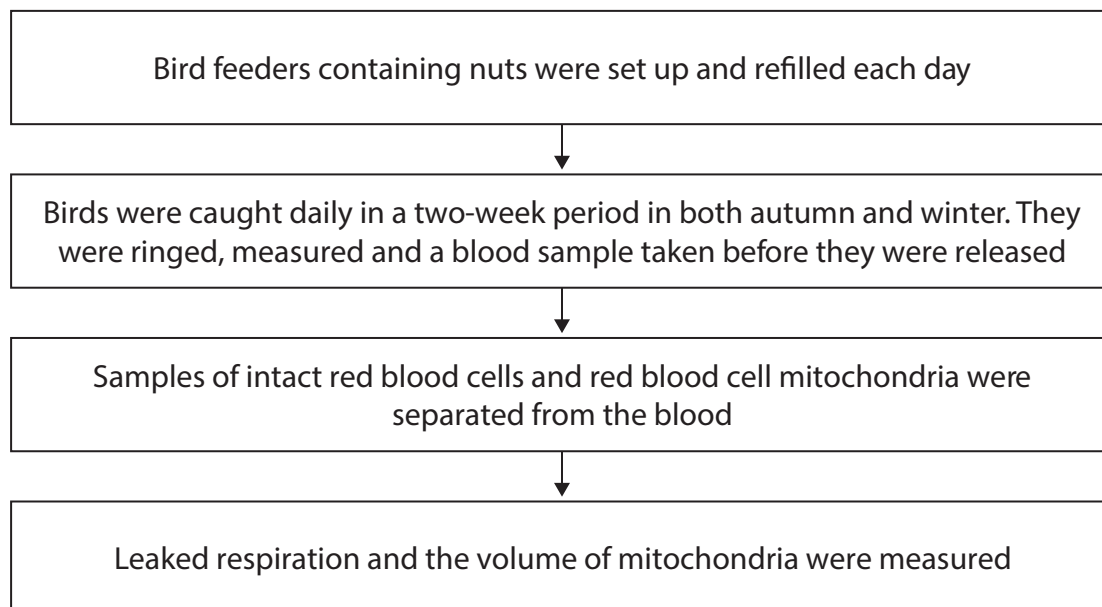 Bird feeders containing nuts were set up and refilled each day
Birds were caught daily in a two-week period in both autumn and winter. They
were ringed, measured and a blood sample taken before they were released
Samples of intact red blood cells and red blood cell mitochondria were
separated from the blood
Leaked respiration and the volume of mitochondria were measured